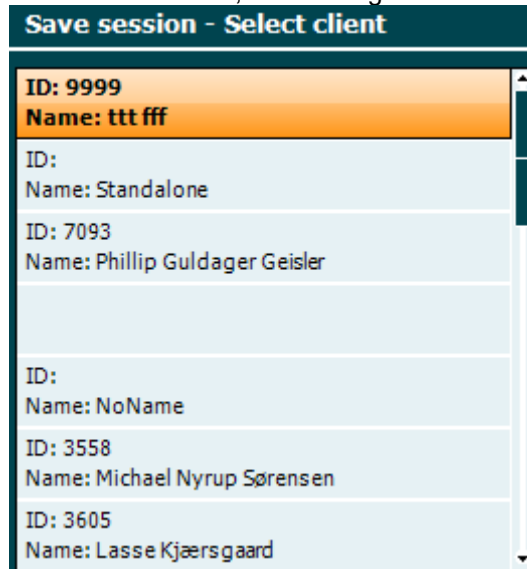 Save session - Select client
ID: 9999
Name: ttt fff
ID:
Name: Standalone
ID: 7093
Name: Phillip Guldager Geisler
ID:
Name: NoName
ID: 3558
Name: Michael Nyrup Sørensen
ID: 3605
Name: Lasse Kjærsgaard